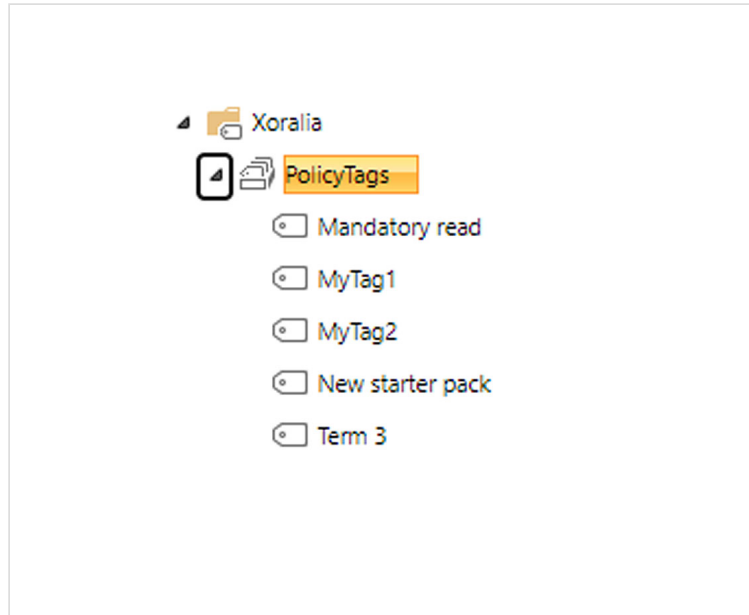 Xoralia
PolicyTags
Mandatory read
MyTag1
MyTag2
New starter pack
Term 3